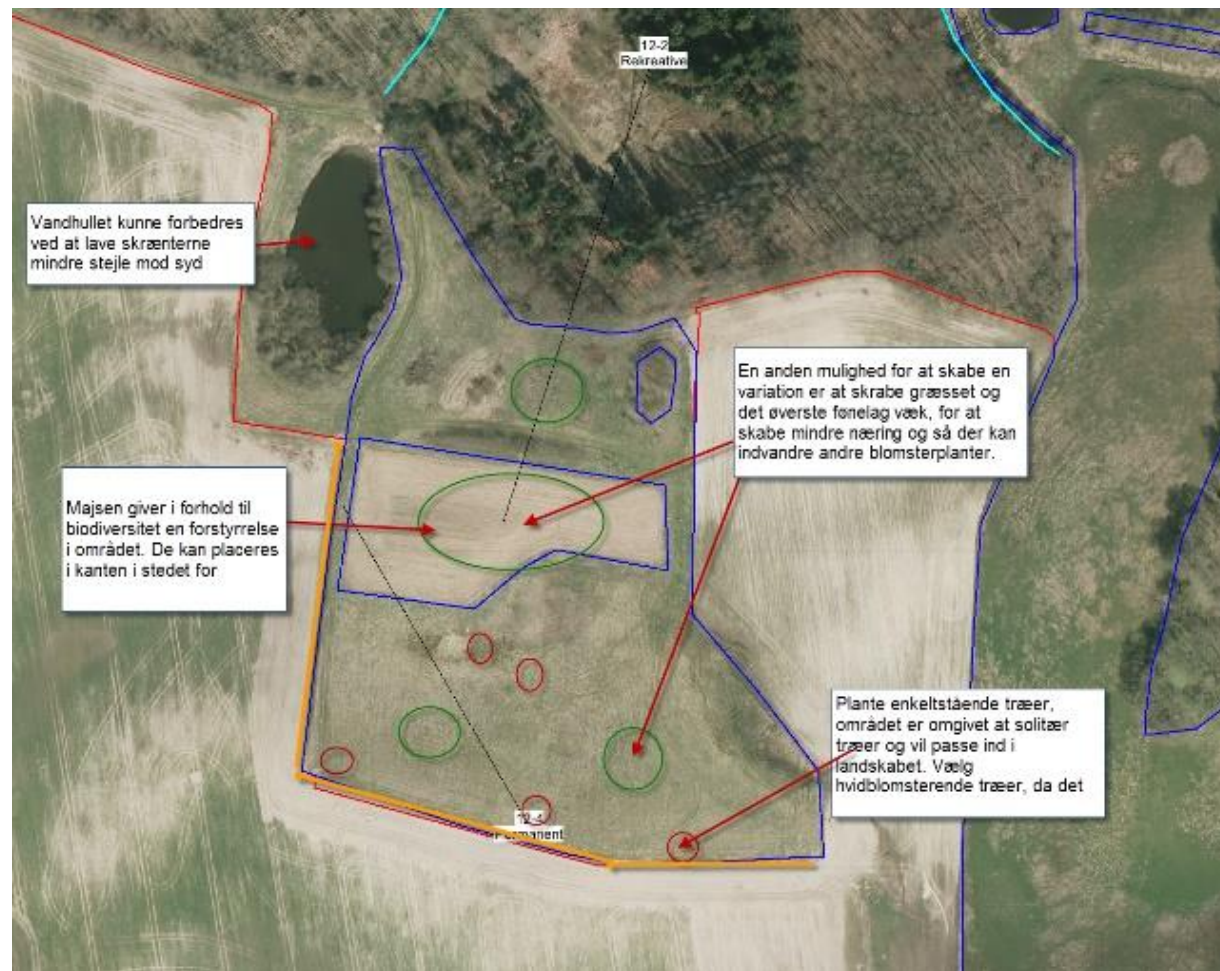 12-2
Rekreative
Vandhullet kunne forbedres
ved at lave skrænterne
mindre stejle mod syd
En anden mulighed for at skabe en
variation er at skrabe græsset og
det øverste fønelag væk, for at
skabe mindre næring og så der kan
indvandre andre blomsterplanter.
Majsen giver i forhold til
biodiversitet en forstyrrelse
i området. De kan placeres
i kanten i stedet for
Plante enkeltstående træer,
området er omgivet at solitær
træer og vil passe ind i
landskabet. Vælg
hvidblomsterende træer, da det
12-4
Permanent